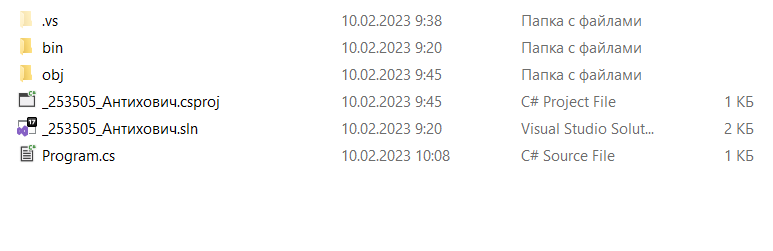 .vs 10.02.2023 9:38 Папка с файлами
bin 10.02.2023 9:20 Папка с файлами
obj 10.02.2023 9:45 Папка с файлами
_253505_Антихович.csproj 10.02.2023 9:45 C# Project File 1 КБ
_253505_Антихович.sln 10.02.2023 9:20 Visual Studio Solut... 2 КБ
Program.cs 10.02.2023 10:08 C# Source File 1 КБ